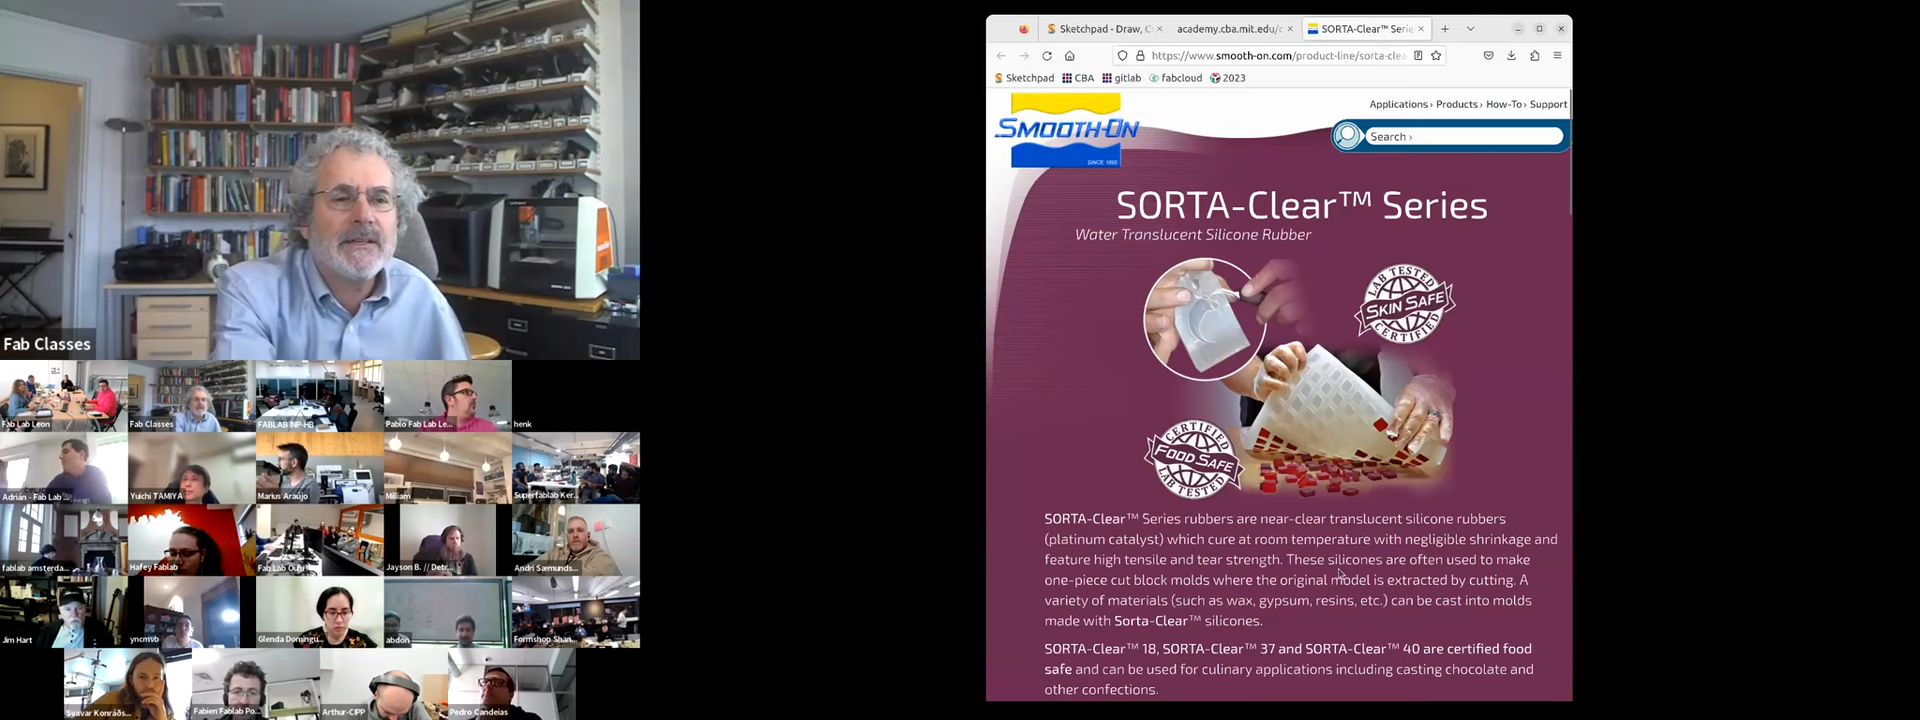 Fab Classes
Fab Lab Leon
Fab Classes
FABLAB INP-HB
Pablo Fab Lab Le...
henk
Adrián - Fab Lab ...
Yuichi TAMIYA
Marius Araújo
Miliam
Superfablab Ker...
fablab amsterda...
Hafey Fablab
Fab Lab Oulu
Jayson B. // Detr...
Andri Sæmunds...
Jim Hart
yncmvb
Glenda Domingu...
abdon
Formshop Shan...
Svavar Konráðs...
Fabien Fablab Po...
Arthur-CIPP
Pedro Candeias
Sketchpad - Draw, C
academy.cba.mit.edu/c
SORTA-Clear™ Serie
https://www.smooth-on.com/product-line/sorta-clea
Sketchpad
CBA
gitlab
fabcloud
2023
SMOOTH-ON
SINCE 1895
Applications› Products› How-To› Support
Search ›
SORTA-Clear™ Series
Water Translucent Silicone Rubber
LAB TESTED
SKIN SAFE
CERTIFIED
CERTIFIED
FOOD SAFE
LAB TESTED
SORTA-Clear™ Series rubbers are near-clear translucent silicone rubbers
(platinum catalyst) which cure at room temperature with negligible shrinkage and
feature high tensile and tear strength. These silicones are often used to make
one-piece cut block molds where the original model is extracted by cutting. A
variety of materials (such as wax, gypsum, resins, etc.) can be cast into molds
made with Sorta-Clear™ silicones.
SORTA-Clear™ 18, SORTA-Clear™ 37 and SORTA-Clear™ 40 are certified food
safe and can be used for culinary applications including casting chocolate and
other confections.